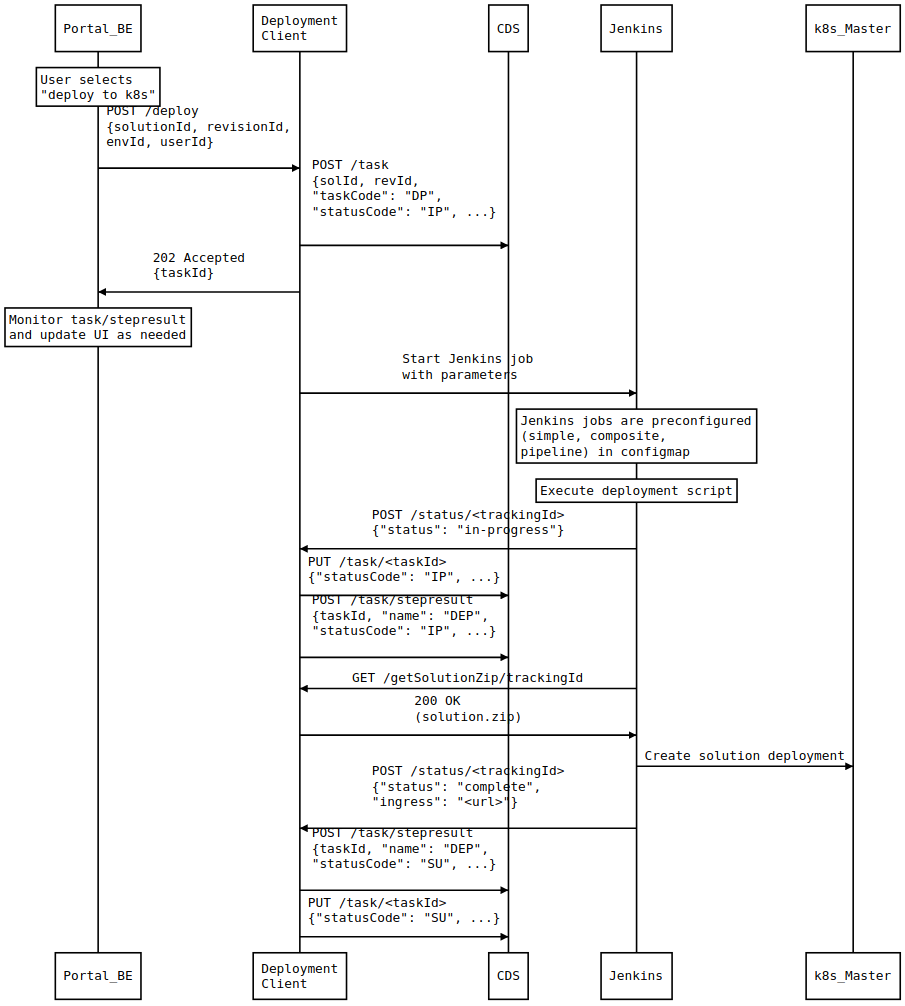 Portal_BE
Deployment
Client
CDS
Jenkins
k8s_Master
User selects
"deploy to k8s"
POST /deploy
{solutionId, revisionId,
envId, userId}
POST /task
{solId, revId,
"taskCode": "DP",
"statusCode": "IP", ...}
202 Accepted
{taskId}
Monitor task/stepresult
and update UI as needed
Start Jenkins job
with parameters
Jenkins jobs are preconfigured
(simple, composite,
pipeline) in configmap
Execute deployment script
POST /status/<trackingId>
{"status": "in-progress"}
PUT /task/<taskId>
{"statusCode": "IP", ...}
POST /task/stepresult
{taskId, "name": "DEP",
"statusCode": "IP", ...}
GET /getSolutionZip/trackingId
200 OK
(solution.zip)
Create solution deployment
POST /status/<trackingId>
{"status": "complete",
"ingress": "<url>"}
POST /task/stepresult
{taskId, "name": "DEP",
"statusCode": "SU", ...}
PUT /task/<taskId>
{"statusCode": "SU", ...}
Portal_BE
Deployment
Client
CDS
Jenkins
k8s_Master